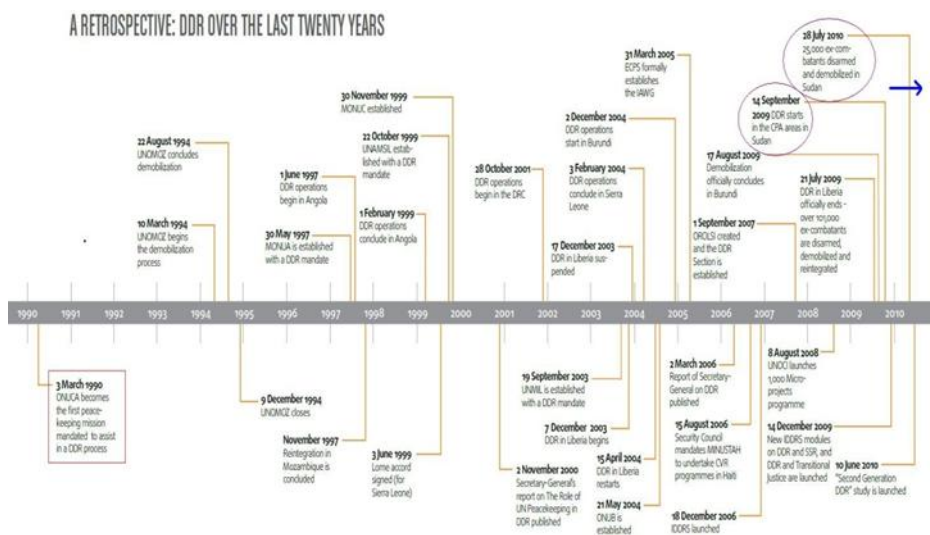 A RETROSPECTIVE: DDR OVER THE LAST TWENTY YEARS
28 July 2010
25,000 ex-com-
batants disarmed
and demobilized in
Sudan
31 March 2005
ECPS formally
establishes
the IAWG
30 November 1999
MONUC established
14 September
2009 DDR starts
in the CPA areas in
Sudan
2 December 2004
DDR operations
start in Burundi
22 August 1994
UNOMOZ concludes
demobilization
22 October 1999
UNAMSIL estab-
lished with a DDR
mandate
17 August 2009
Demobilization
officially concludes
in Burundi
1 June 1997
DDR operations
begin in Angola
28 October 2001
DDR operations
begin in the DRC
3 February 2004
DDR operations
conclude in Sierra
Leone
21 July 2009
DDR in Liberia
officially ends -
over 101,000
ex-combatants
are disarmed,
demobilized and
reintegrated
10 March 1994
UNOMOZ begins
the demobilization
process
1 February 1999
DDR operations
conclude in Angola
30 May 1997
MONUA is established
with a DDR mandate
1 September 2007
OROLSI created
and the DDR
Section is
established
17 December 2003
DDR in Liberia sus-
pended
1990 1991 1992 1993 1994 1995 1996 1997 1998 1999 2000 2001 2002 2003 2004 2005 2006 2007 2008 2009 2010
3 March 1990
ONUCA becomes
the first peace-
keeping mission
mandated to assist
in a DDR process
9 December 1994
UNOMOZ closes
November 1997
Reintegration in
Mozambique is
concluded
3 June 1999
Lome accord
signed (for
Sierra Leone)
2 November 2000
Secretary-General's
report on The Role of
UN Peacekeeping in
DDR published
19 September 2003
UNMIL is established
with a DDR mandate
7 December 2003
DDR in Liberia begins
15 April 2004
DDR in Liberia
restarts
21 May 2004
ONUB is
established
2 March 2006
Report of Secretary-
General on DDR
published
15 August 2006
Security Council
mandates MINUSTAH
to undertake CVR
programmes in Haiti
18 December 2006
IDDRS launched
8 August 2008
UNOCI launches
1,000 Micro-
projects
programme
14 December 2009
New IDDRS modules
on DDR and SSR, and
DDR and Transitional
Justice are launched
10 June 2010
"Second Generation
DDR" study is launched